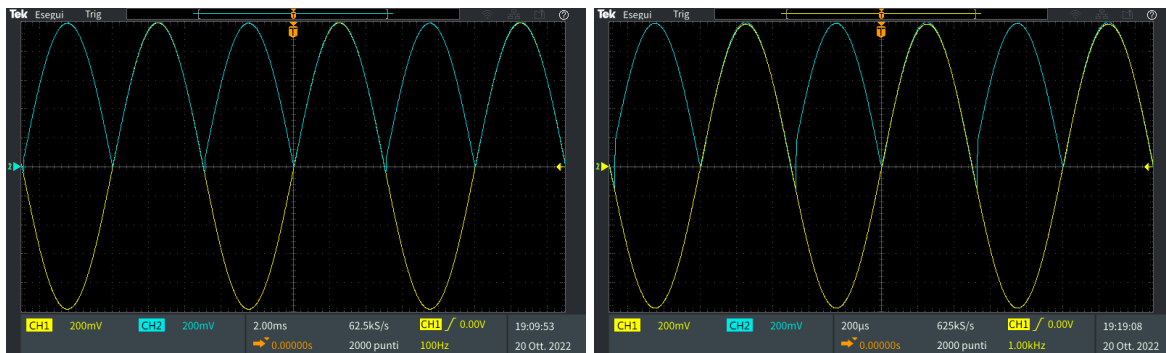 Tek Esegui Trig
T
T
2
CH1 200mV CH2 200mV 2.00ms 62.5kS/s CH1 0.00V 19:09:53
0.00000s 2000 punti 100Hz 20 Ott. 2022
Tek Esegui Trig
T
T
2
CH1 200mV CH2 200mV 200µs 625kS/s CH1 0.00V 19:19:08
0.00000s 2000 punti 1.00kHz 20 Ott. 2022